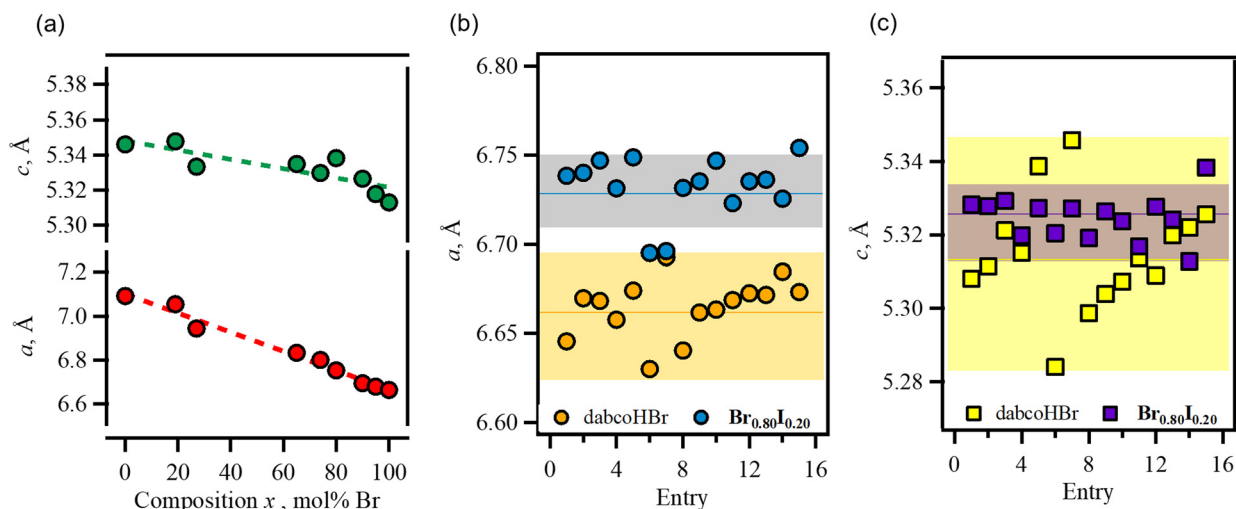 (a)
5.38
5.36
5.34
5.32
5.30
c, Å
7.2
7.0
6.8
6.6
a, Å
0 20 40 60 80 100
Composition x , mol% Br
(b)
6.80
6.75
6.70
6.65
6.60
a, Å
dabcoHBr Br0.80I0.20
0 4 8 12 16
Entry
(c)
5.36
5.34
5.32
5.30
5.28
c, Å
dabcoHBr Br0.80I0.20
0 4 8 12 16
Entry